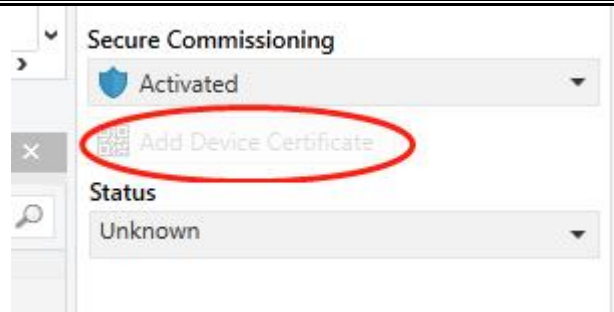 Secure Commissioning
Activated
Add Device Certificate
Status
Unknown